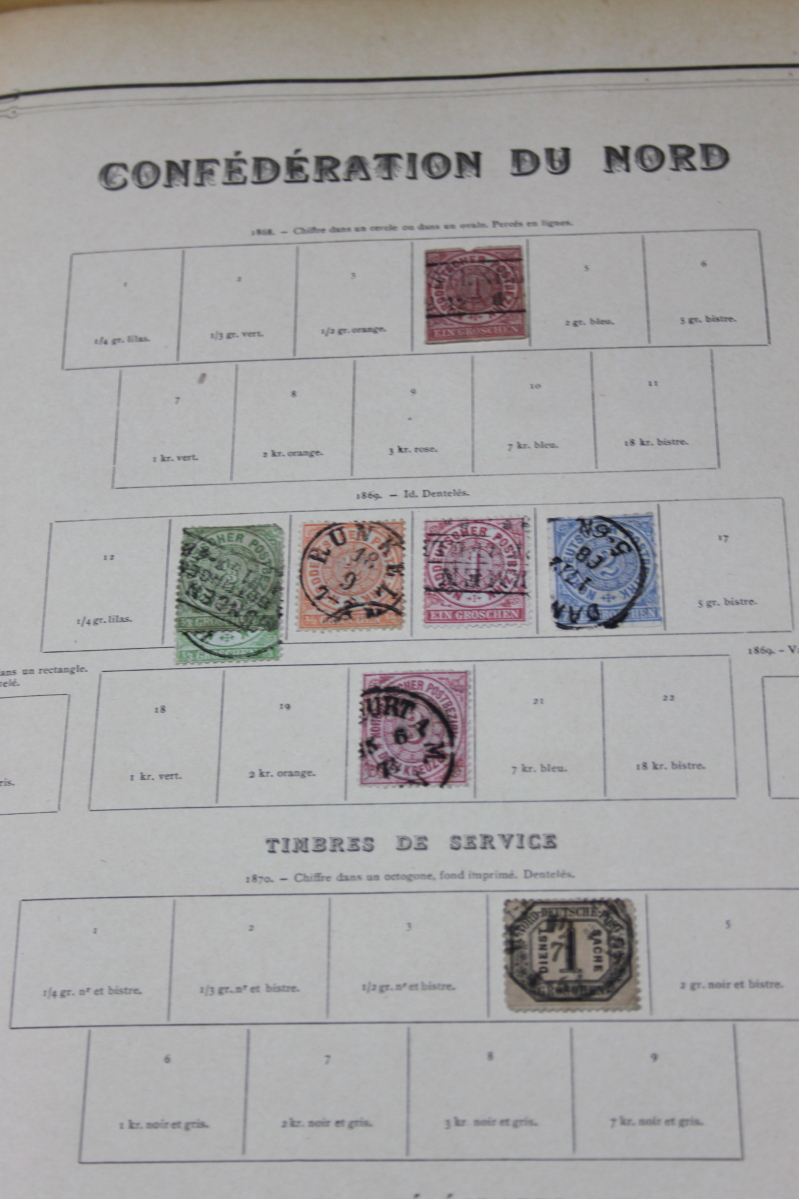 CONFÉDÉRATION DU NORD
1868. — Chiffre dans un cercle ou dans un ovale. Percés en lignes.
1 2 3 5 6
1/4 gr. lilas. 1/3 gr. vert. 1/2 gr. orange. EIN GROSCHEN 2 gr. bleu. 5 gr. bistre.
7 8 9 10 11
1 kr. vert. 2 kr. orange. 3 kr. rose. 7 kr. bleu. 18 kr. bistre.
1869. — Id. Dentelés.
12 17
1/4 gr. lilas. EIN GROSCHEN 5 gr. bistre.
ans un rectangle.
elé.
1869. — V
18 19 21 22
1 kr. vert. 2 kr. orange. 7 kr. bleu. 18 kr. bistre.
ris.
TIMBRES DE SERVICE
1870. — Chiffre dans un octogone, fond imprimé. Dentelés.
1 2 3 5
DIENST 1 SACHE
1/4 gr. nr et bistre. 1/3 gr. nr et bistre. 1/2 gr. nr et bistre. 2 gr. noir et bistre.
6 7 8 9
1 kr. noir et gris. 2 kr. noir et gris. 3 kr. noir et gris. 7 kr. noir et gris.